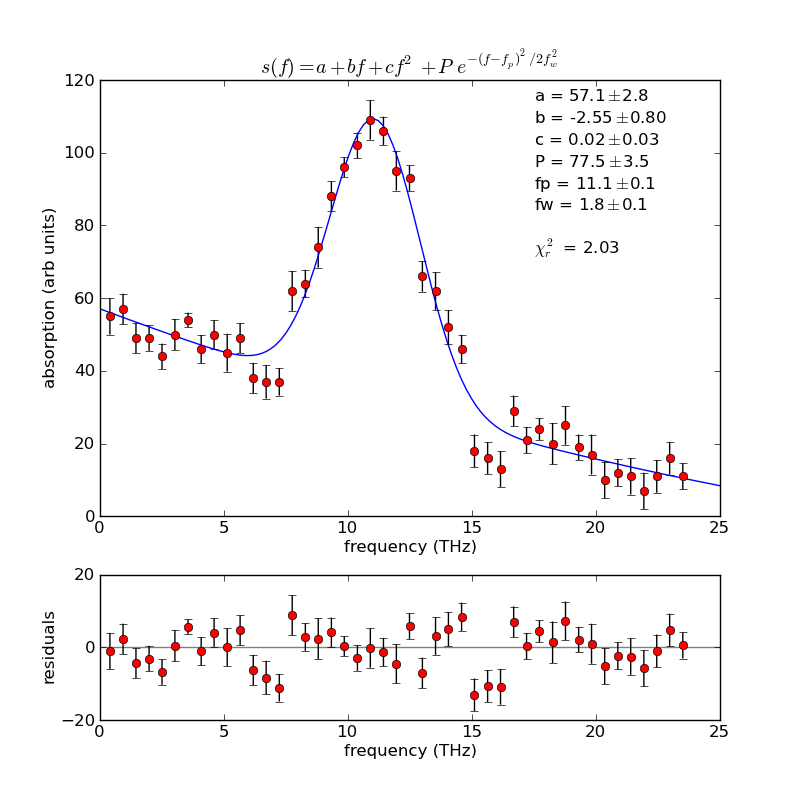 s(f) = a + bf + cf² + P e^{-(f-f_p)²/2f_w²}
120
100
80
60
40
20
0
absorption (arb units)
a = 57.1±2.8
b = -2.55±0.80
c = 0.02±0.03
P = 77.5±3.5
fp = 11.1±0.1
fw = 1.8±0.1
χ_r² = 2.03
0 5 10 15 20 25
frequency (THz)
20
0
−20
residuals
0 5 10 15 20 25
frequency (THz)